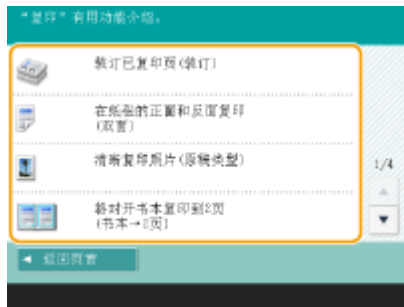 "复印"有用功能介绍。
装订已复印页(装订)
在纸张的正面和反面复印
(双面)
清晰复印照片(原稿类型)
将对开书本复印到2页
(书本→2页)
1/4
返回页首